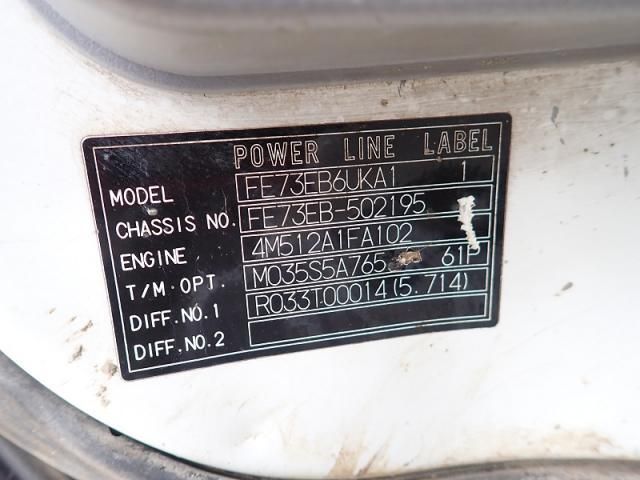 POWER LINE LABEL
MODEL FE73EB6UKA1 1
CHASSIS NO. FE73EB-502195
ENGINE 4M512A1FA102
T/M・OPT. M035S5A765 61P
DIFF.NO.1 R033T00014(5.714)
DIFF.NO.2